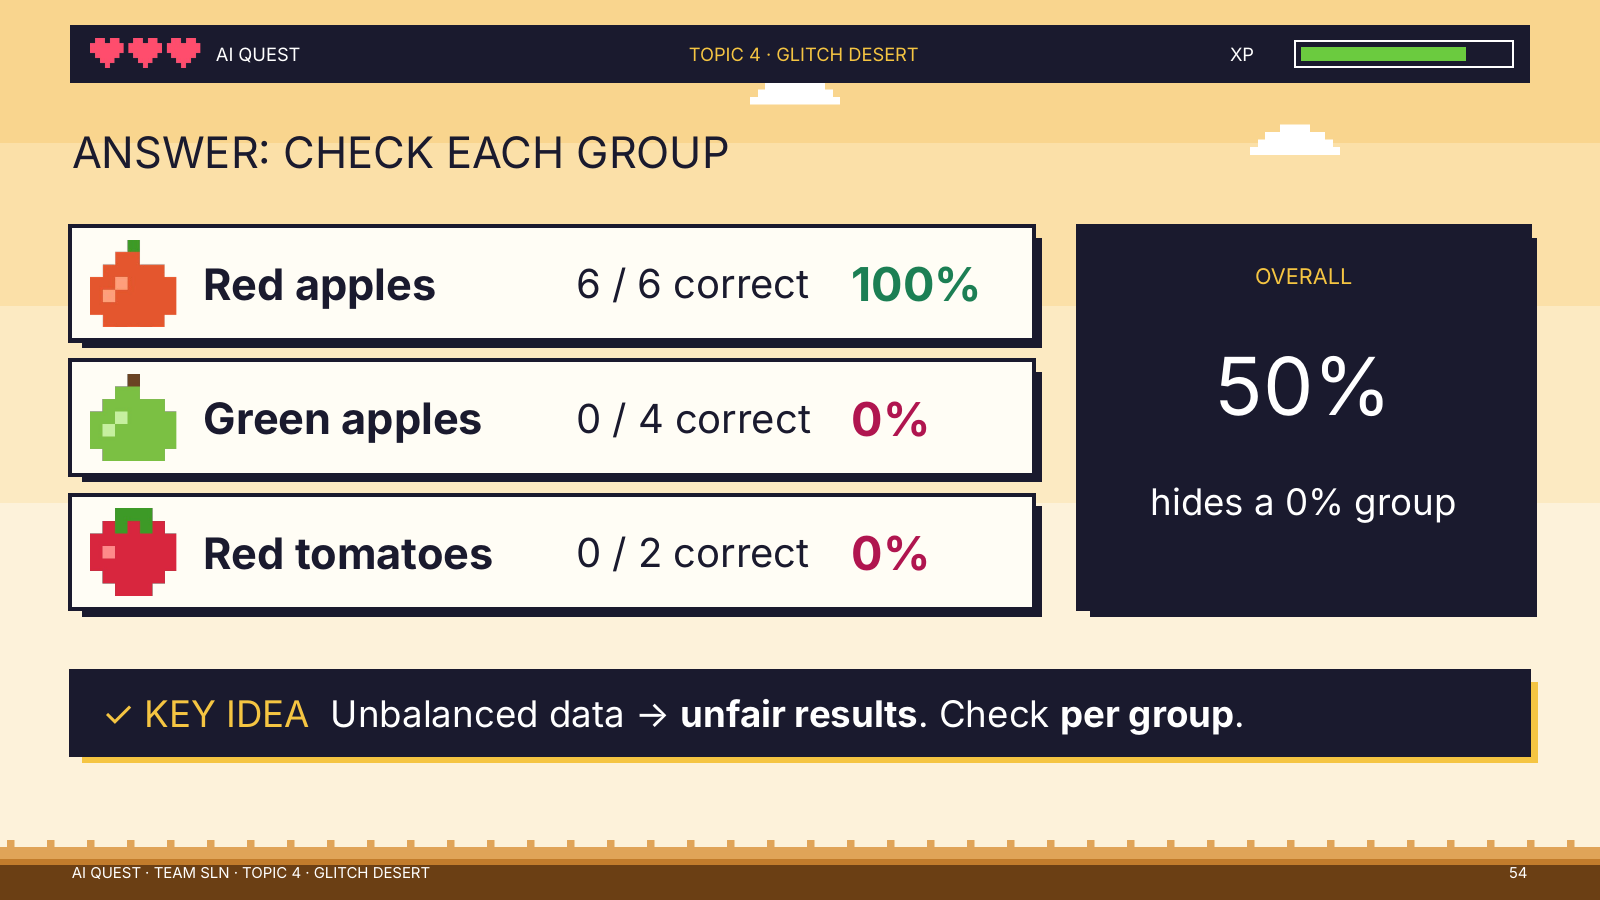 AI QUEST
TOPIC 4 · GLITCH DESERT
XP
ANSWER: CHECK EACH GROUP
Red apples 6 / 6 correct 100%
Green apples 0 / 4 correct 0%
Red tomatoes 0 / 2 correct 0%
OVERALL
50%
hides a 0% group
✓ KEY IDEA Unbalanced data → unfair results. Check per group.
AI QUEST · TEAM SLN · TOPIC 4 · GLITCH DESERT
54